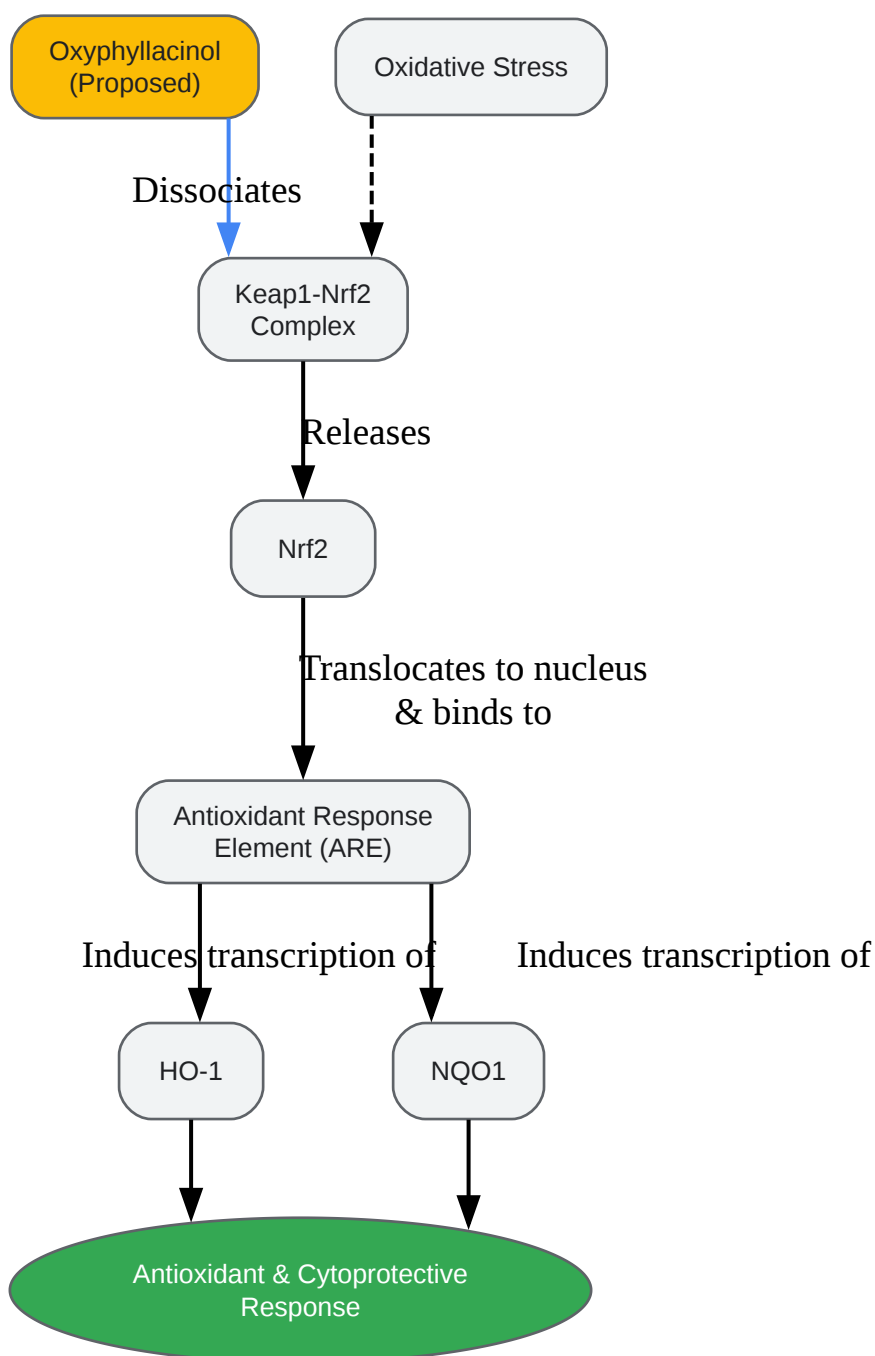 Oxyphyllacinol
(Proposed)
Oxidative Stress
Dissociates
Keap1-Nrf2
Complex
Releases
Nrf2
Translocates to nucleus
& binds to
Antioxidant Response
Element (ARE)
Induces transcription of
Induces transcription of
HO-1
NQO1
Antioxidant & Cytoprotective
Response